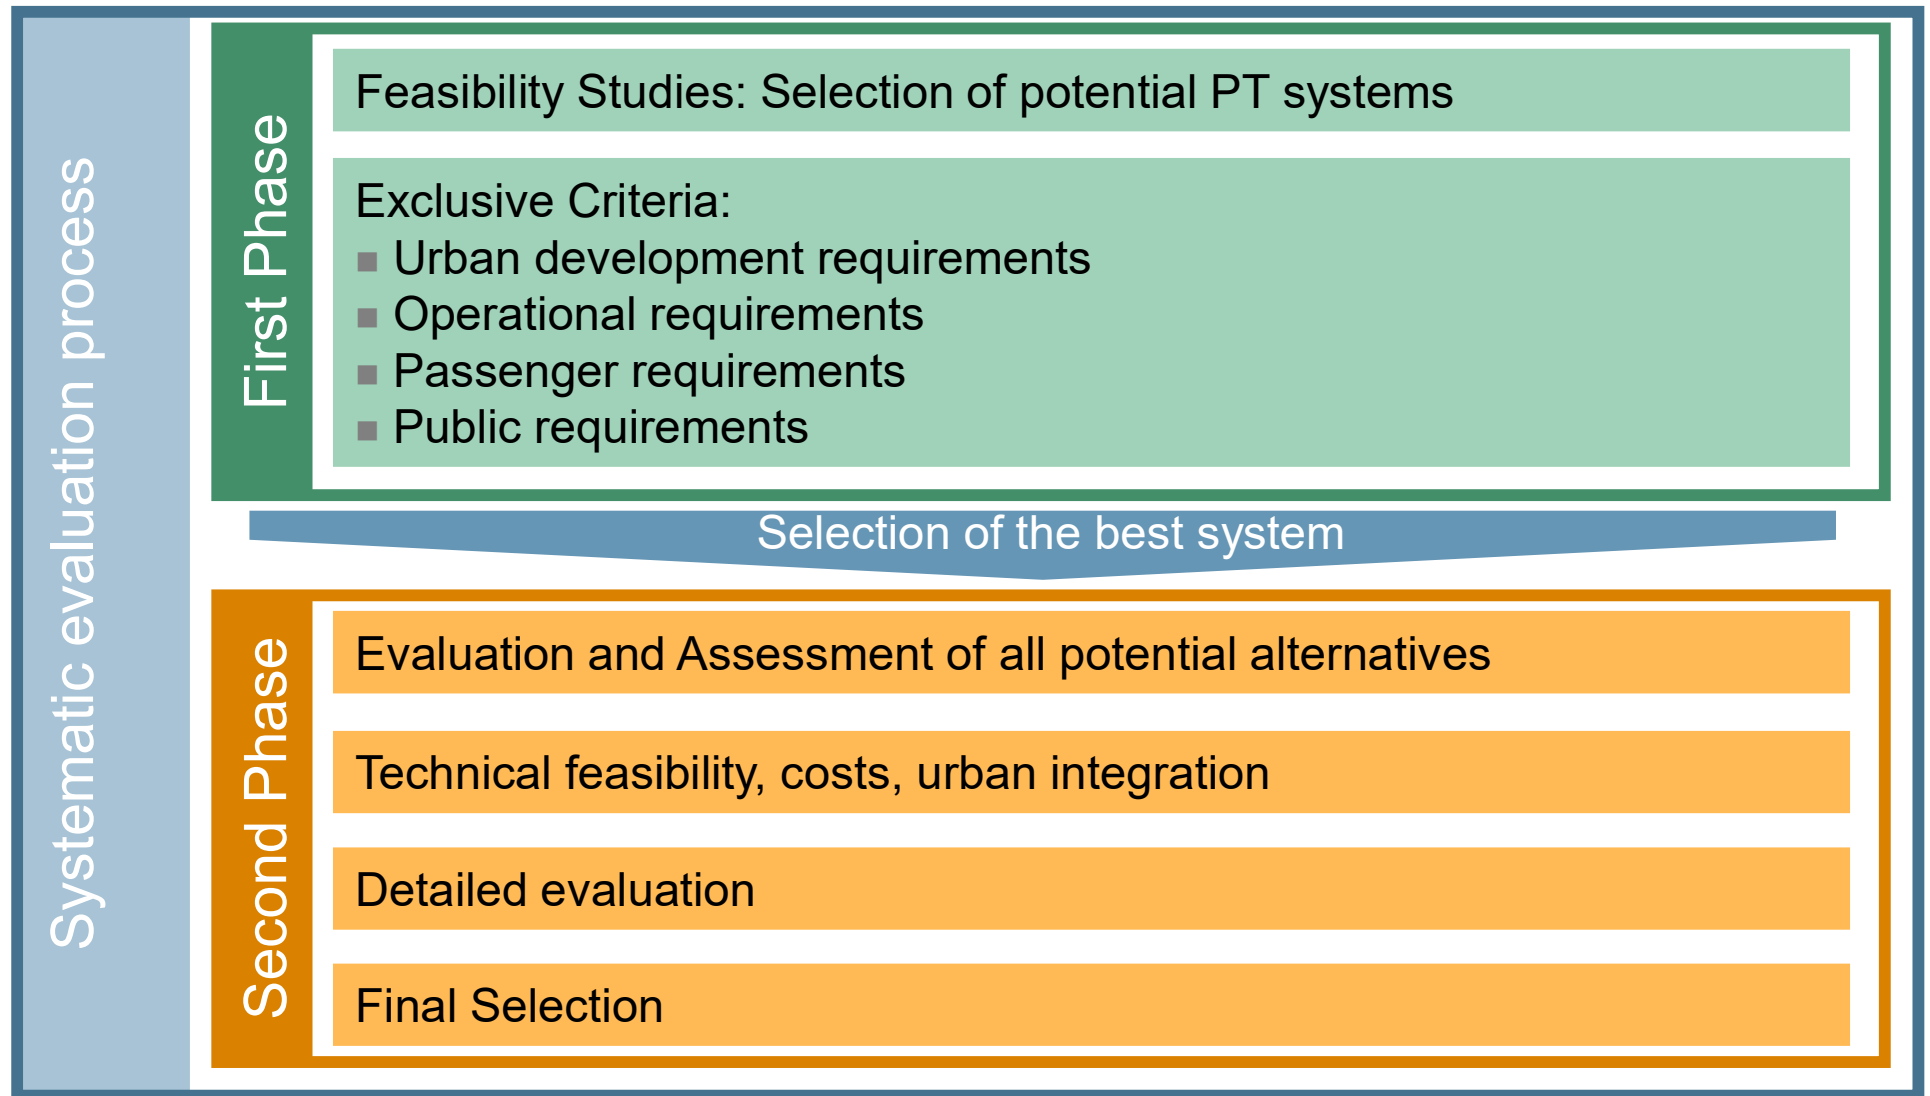 Systematic evaluation process
First Phase
Feasibility Studies: Selection of potential PT systems
Exclusive Criteria:
■ Urban development requirements
■ Operational requirements
■ Passenger requirements
■ Public requirements
Selection of the best system
Second Phase
Evaluation and Assessment of all potential alternatives
Technical feasibility, costs, urban integration
Detailed evaluation
Final Selection